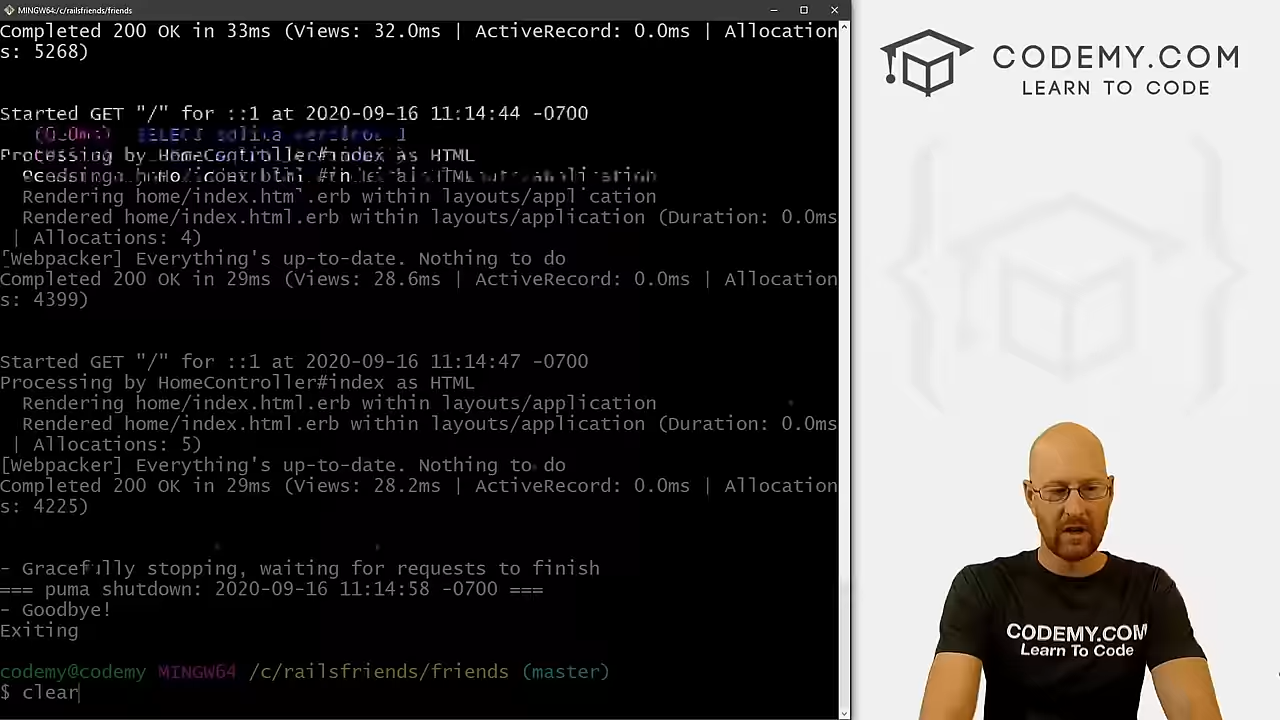 MINGW64:/c/railsfriends/friends
Completed 200 OK in 33ms (Views: 32.0ms | ActiveRecord: 0.0ms | Allocation
s: 5268)
Started GET "/" for ::1 at 2020-09-16 11:14:44 -0700
Processing by HomeController#index as HTML
Rendering home/index.html.erb within layouts/application
Rendered home/index.html.erb within layouts/application (Duration: 0.0ms
| Allocations: 4)
[Webpacker] Everything's up-to-date. Nothing to do
Completed 200 OK in 29ms (Views: 28.6ms | ActiveRecord: 0.0ms | Allocation
s: 4399)
Started GET "/" for ::1 at 2020-09-16 11:14:47 -0700
Processing by HomeController#index as HTML
Rendering home/index.html.erb within layouts/application
Rendered home/index.html.erb within layouts/application (Duration: 0.0ms
| Allocations: 5)
[Webpacker] Everything's up-to-date. Nothing to do
Completed 200 OK in 29ms (Views: 28.2ms | ActiveRecord: 0.0ms | Allocation
s: 4225)
- Gracefully stopping, waiting for requests to finish
=== puma shutdown: 2020-09-16 11:14:58 -0700 ===
- Goodbye!
Exiting
codemy@codemy MINGW64 /c/railsfriends/friends (master)
$ clear
CODEMY.COM
LEARN TO CODE
CODEMY.COM
Learn To Code